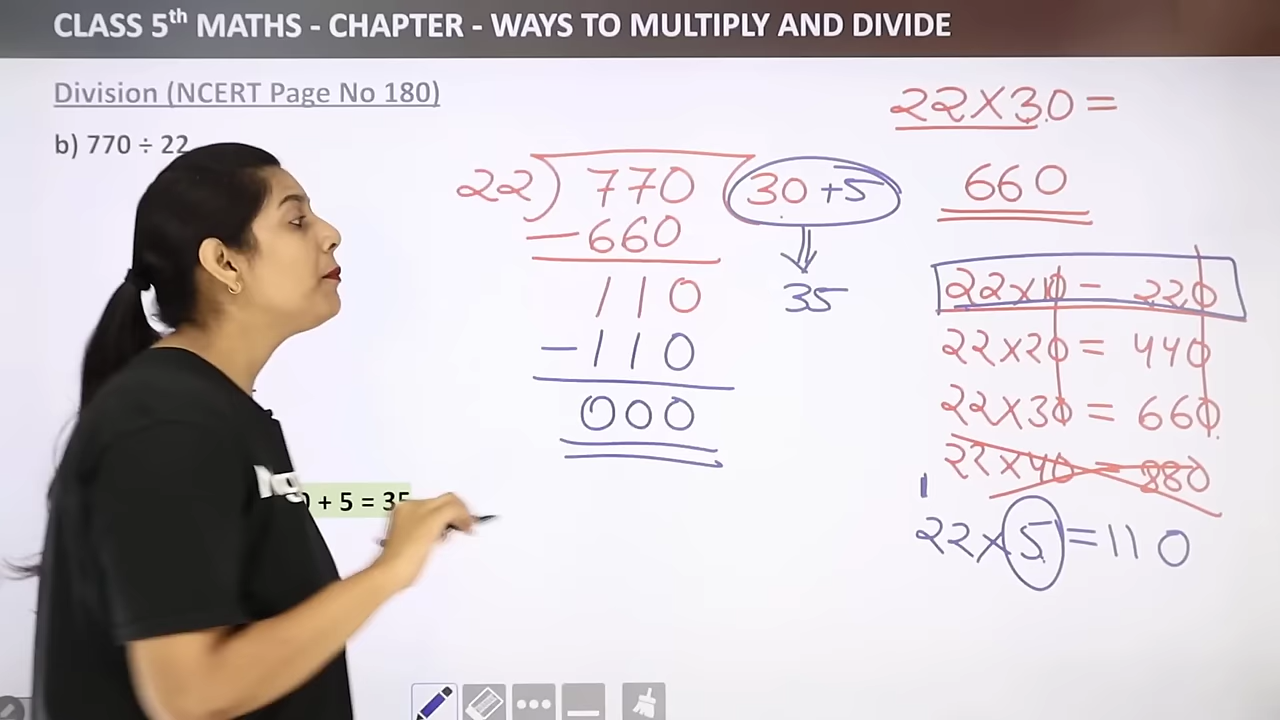 CLASS 5th MATHS - CHAPTER - WAYS TO MULTIPLY AND DIVIDE
Division (NCERT Page No 180)
b) 770 ÷ 22
22) 770 (30 + 5
- 660
110
- 110
000
35
+ 5 = 35
22 × 30 =
660
22 × 10 - 220
22 × 20 = 440
22 × 30 = 660
22 × 40 = 880
1
22 × 5 = 110